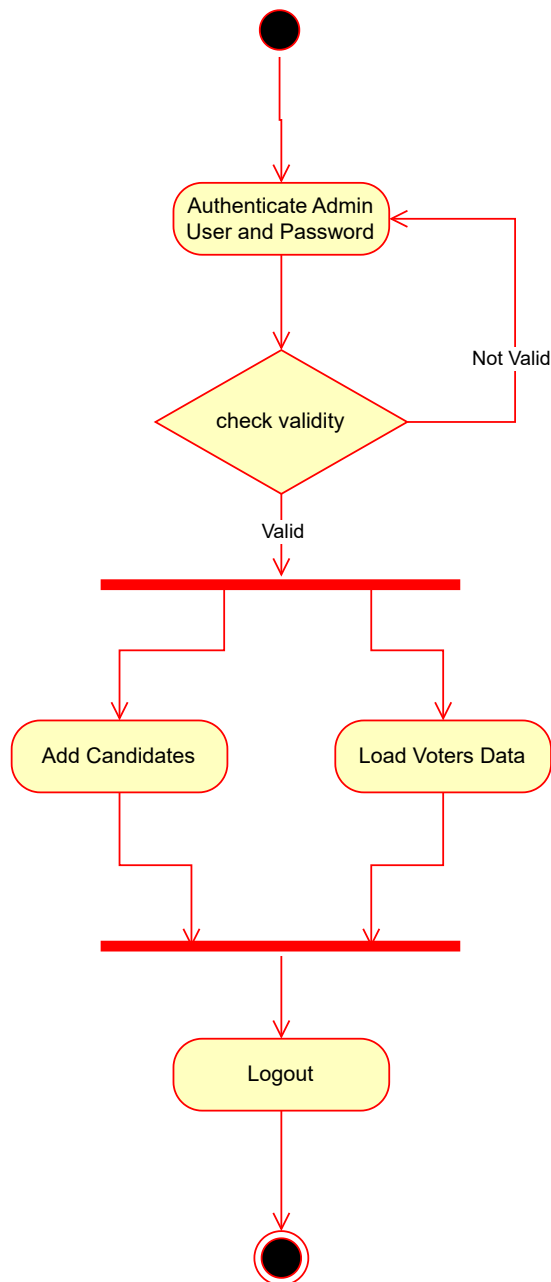 Authenticate Admin
User and Password
Not Valid
check validity
Valid
Add Candidates
Load Voters Data
Logout